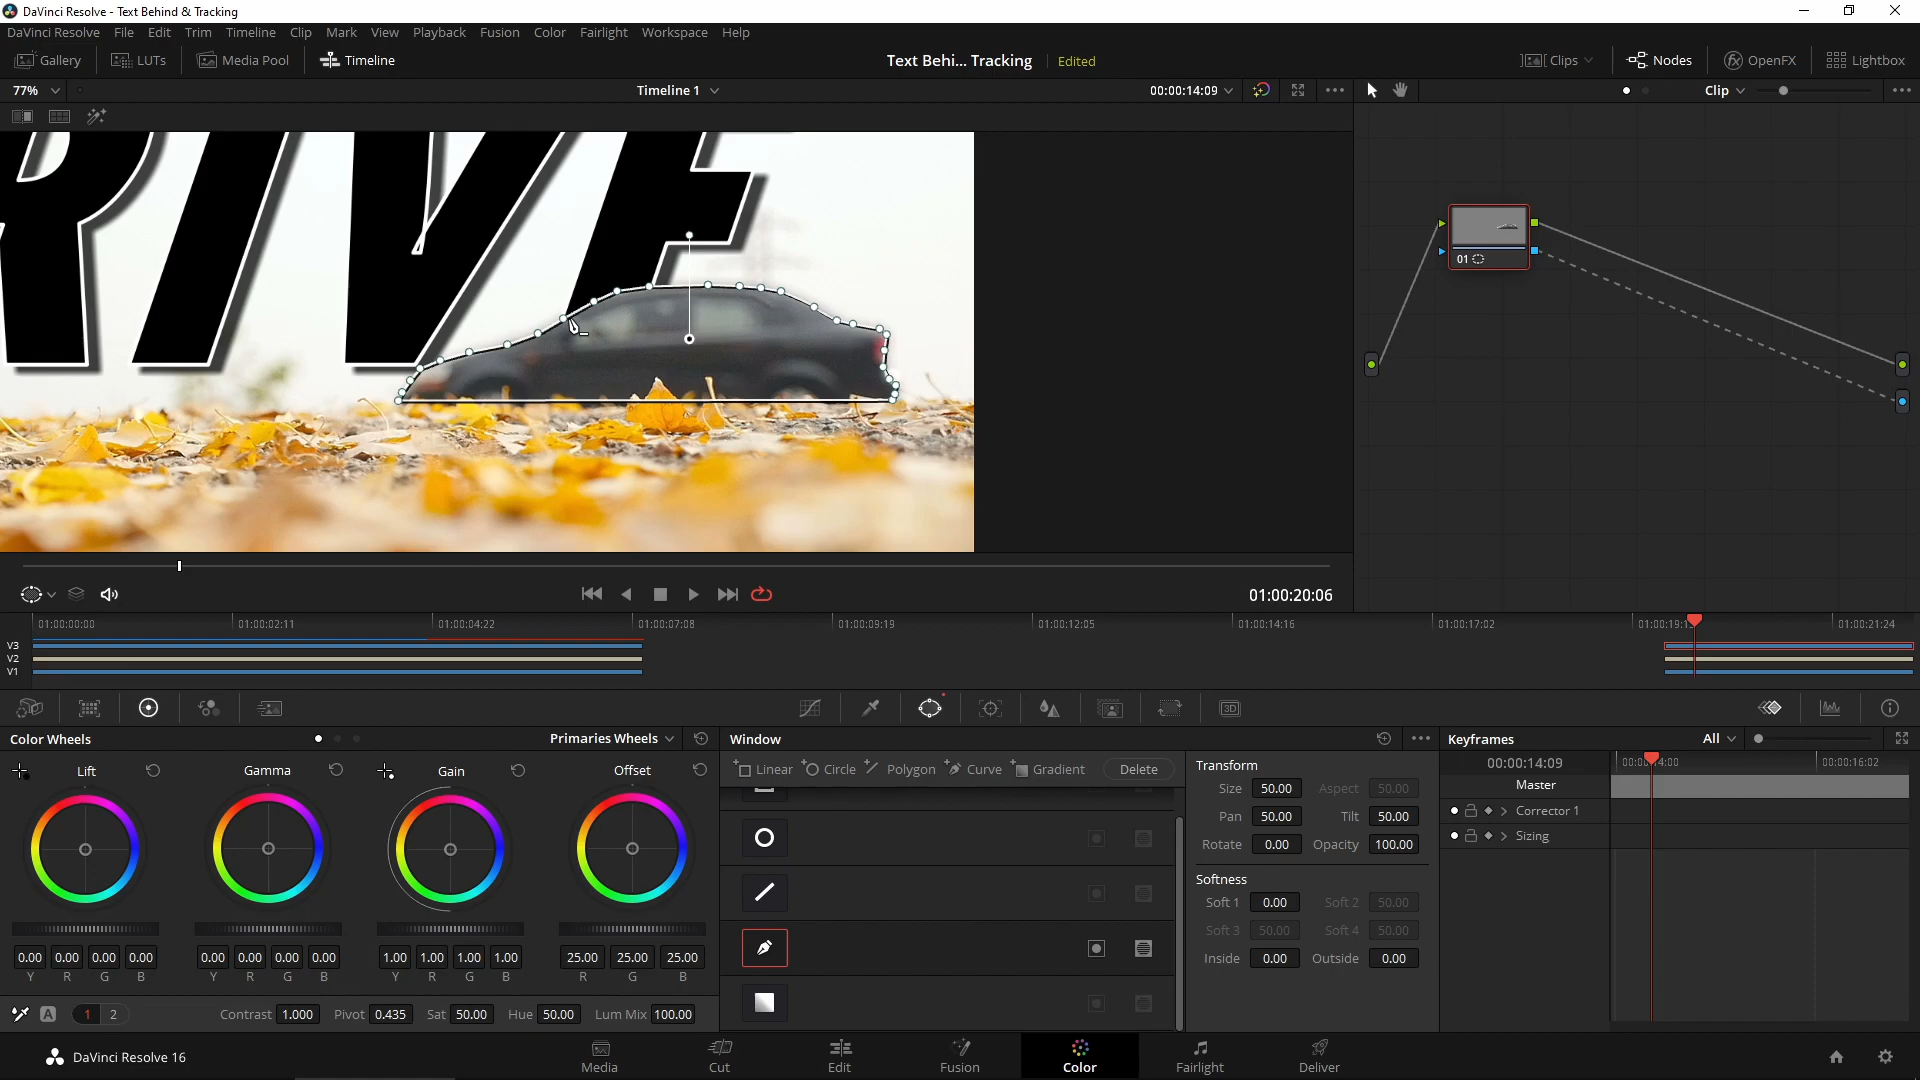 DaVinci Resolve - Text Behind & Tracking
DaVinci Resolve File Edit Trim Timeline Clip Mark View Playback Fusion Color Fairlight Workspace Help
Gallery LUTs Media Pool Timeline Text Behi... Tracking Edited Clips Nodes OpenFX Lightbox
77% Timeline 1 00:00:14:09 Clip
RIVE
01
01:00:20:06
01:00:00:00 01:00:02:11 01:00:04:22 01:00:07:08 01:00:09:19 01:00:12:05 01:00:14:16 01:00:17:02 01:00:21:24
V3
V2
V1
3D
Color Wheels Primaries Wheels Window Keyframes All
Lift Gamma Gain Offset
Linear Circle Polygon Curve Gradient Delete
Transform
Size 50.00 Aspect 50.00
Pan 50.00 Tilt 50.00
Rotate 0.00 Opacity 100.00
Softness
Soft 1 0.00 Soft 2 50.00
Soft 3 50.00 Soft 4 50.00
Inside 0.00 Outside 0.00
00:00:14:09 00:00:16:02
Master
Corrector 1
Sizing
0.00 0.00 0.00 0.00 0.00 0.00 0.00 0.00 1.00 1.00 1.00 1.00 25.00 25.00 25.00
Y R G B Y R G B Y R G B R G B
A 1 2 Contrast 1.000 Pivot 0.435 Sat 50.00 Hue 50.00 Lum Mix 100.00
DaVinci Resolve 16 Media Cut Edit Fusion Color Fairlight Deliver